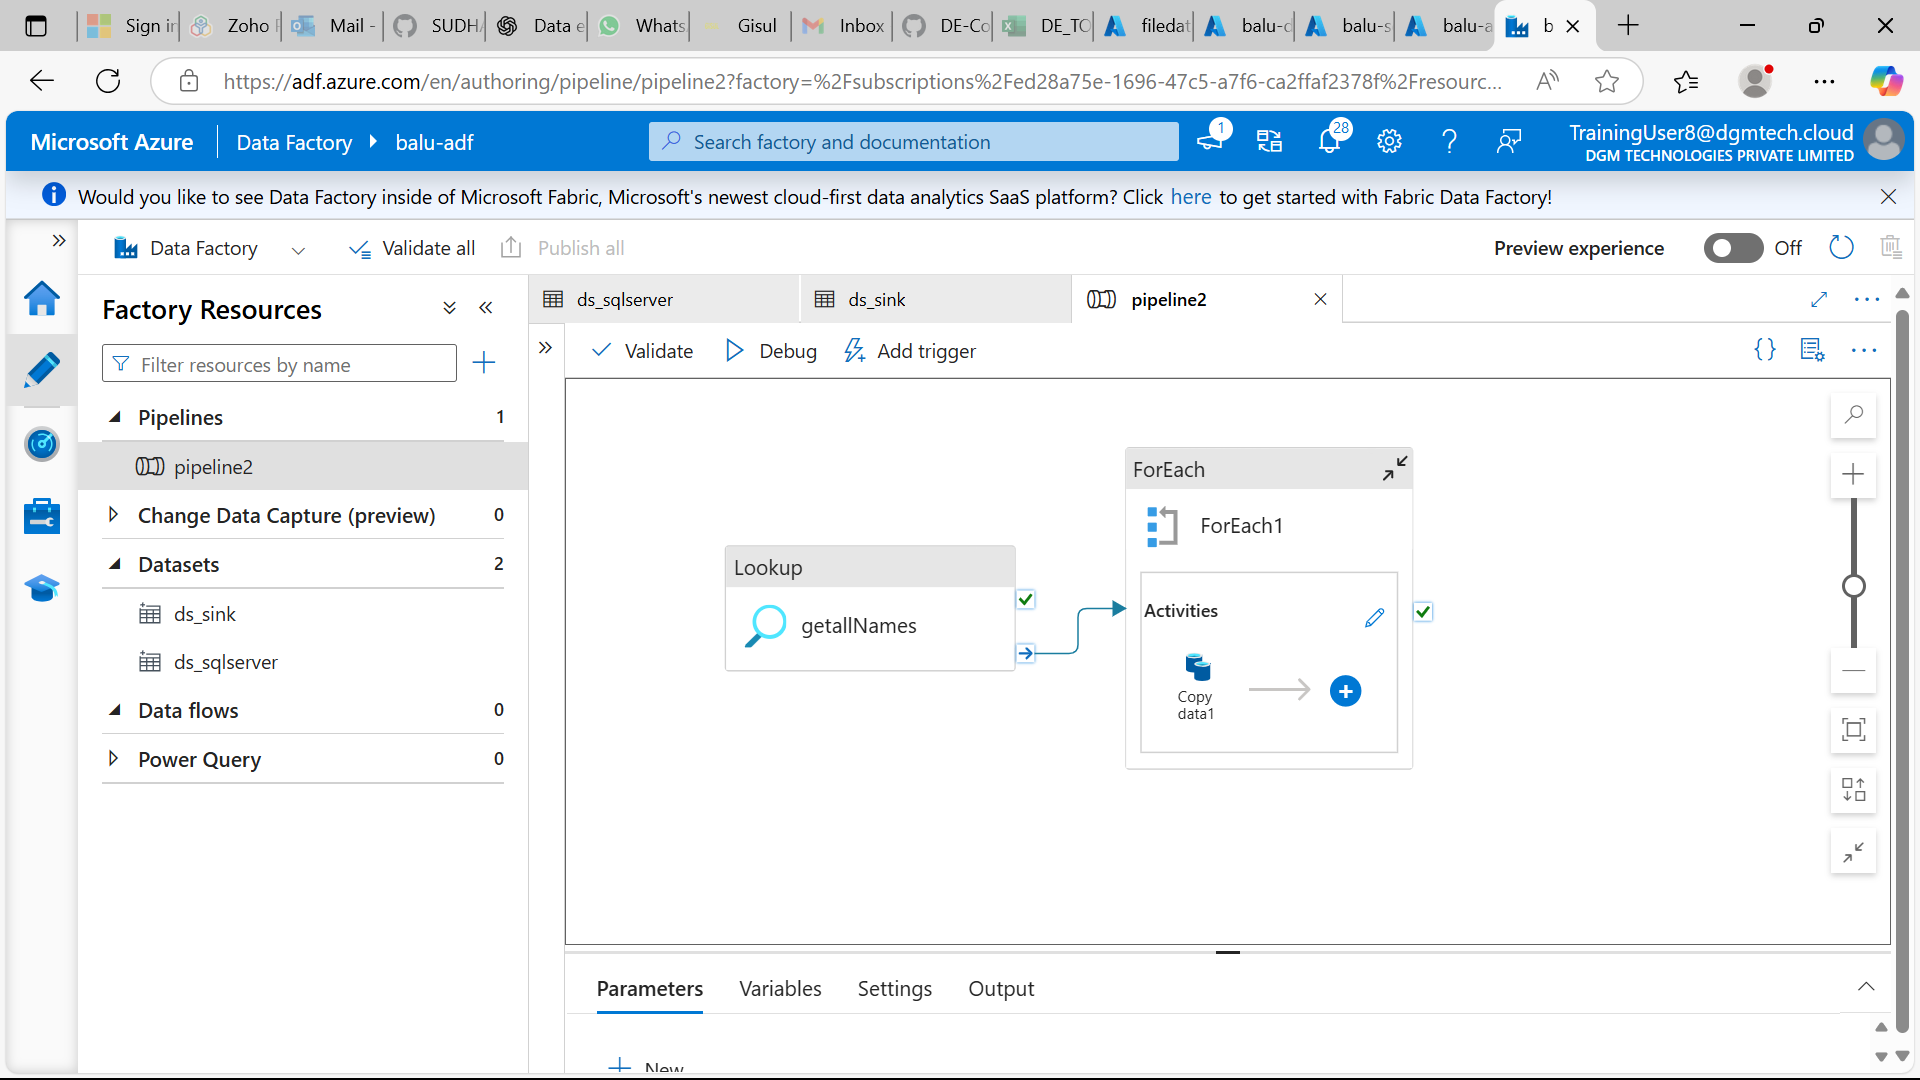 Sign in
Zoho
Mail -
SUDH
Data e
Whats
Gisul
Inbox
DE-Co
DE_TO
filedat
balu-d
balu-s
balu-a
b
https://adf.azure.com/en/authoring/pipeline/pipeline2?factory=%2Fsubscriptions%2Fed28a75e-1696-47c5-a7f6-ca2ffaf2378f%2Fresourc...
Microsoft Azure
Data Factory
balu-adf
Search factory and documentation
1
28
TrainingUser8@dgmtech.cloud
DGM TECHNOLOGIES PRIVATE LIMITED
Would you like to see Data Factory inside of Microsoft Fabric, Microsoft's newest cloud-first data analytics SaaS platform? Click here to get started with Fabric Data Factory!
Data Factory
Validate all
Publish all
Preview experience
Off
Factory Resources
Filter resources by name
Pipelines 1
pipeline2
Change Data Capture (preview) 0
Datasets 2
ds_sink
ds_sqlserver
Data flows 0
Power Query 0
ds_sqlserver
ds_sink
pipeline2
Validate
Debug
Add trigger
Lookup
getallNames
ForEach
ForEach1
Activities
Copy
data1
Parameters
Variables
Settings
Output
New